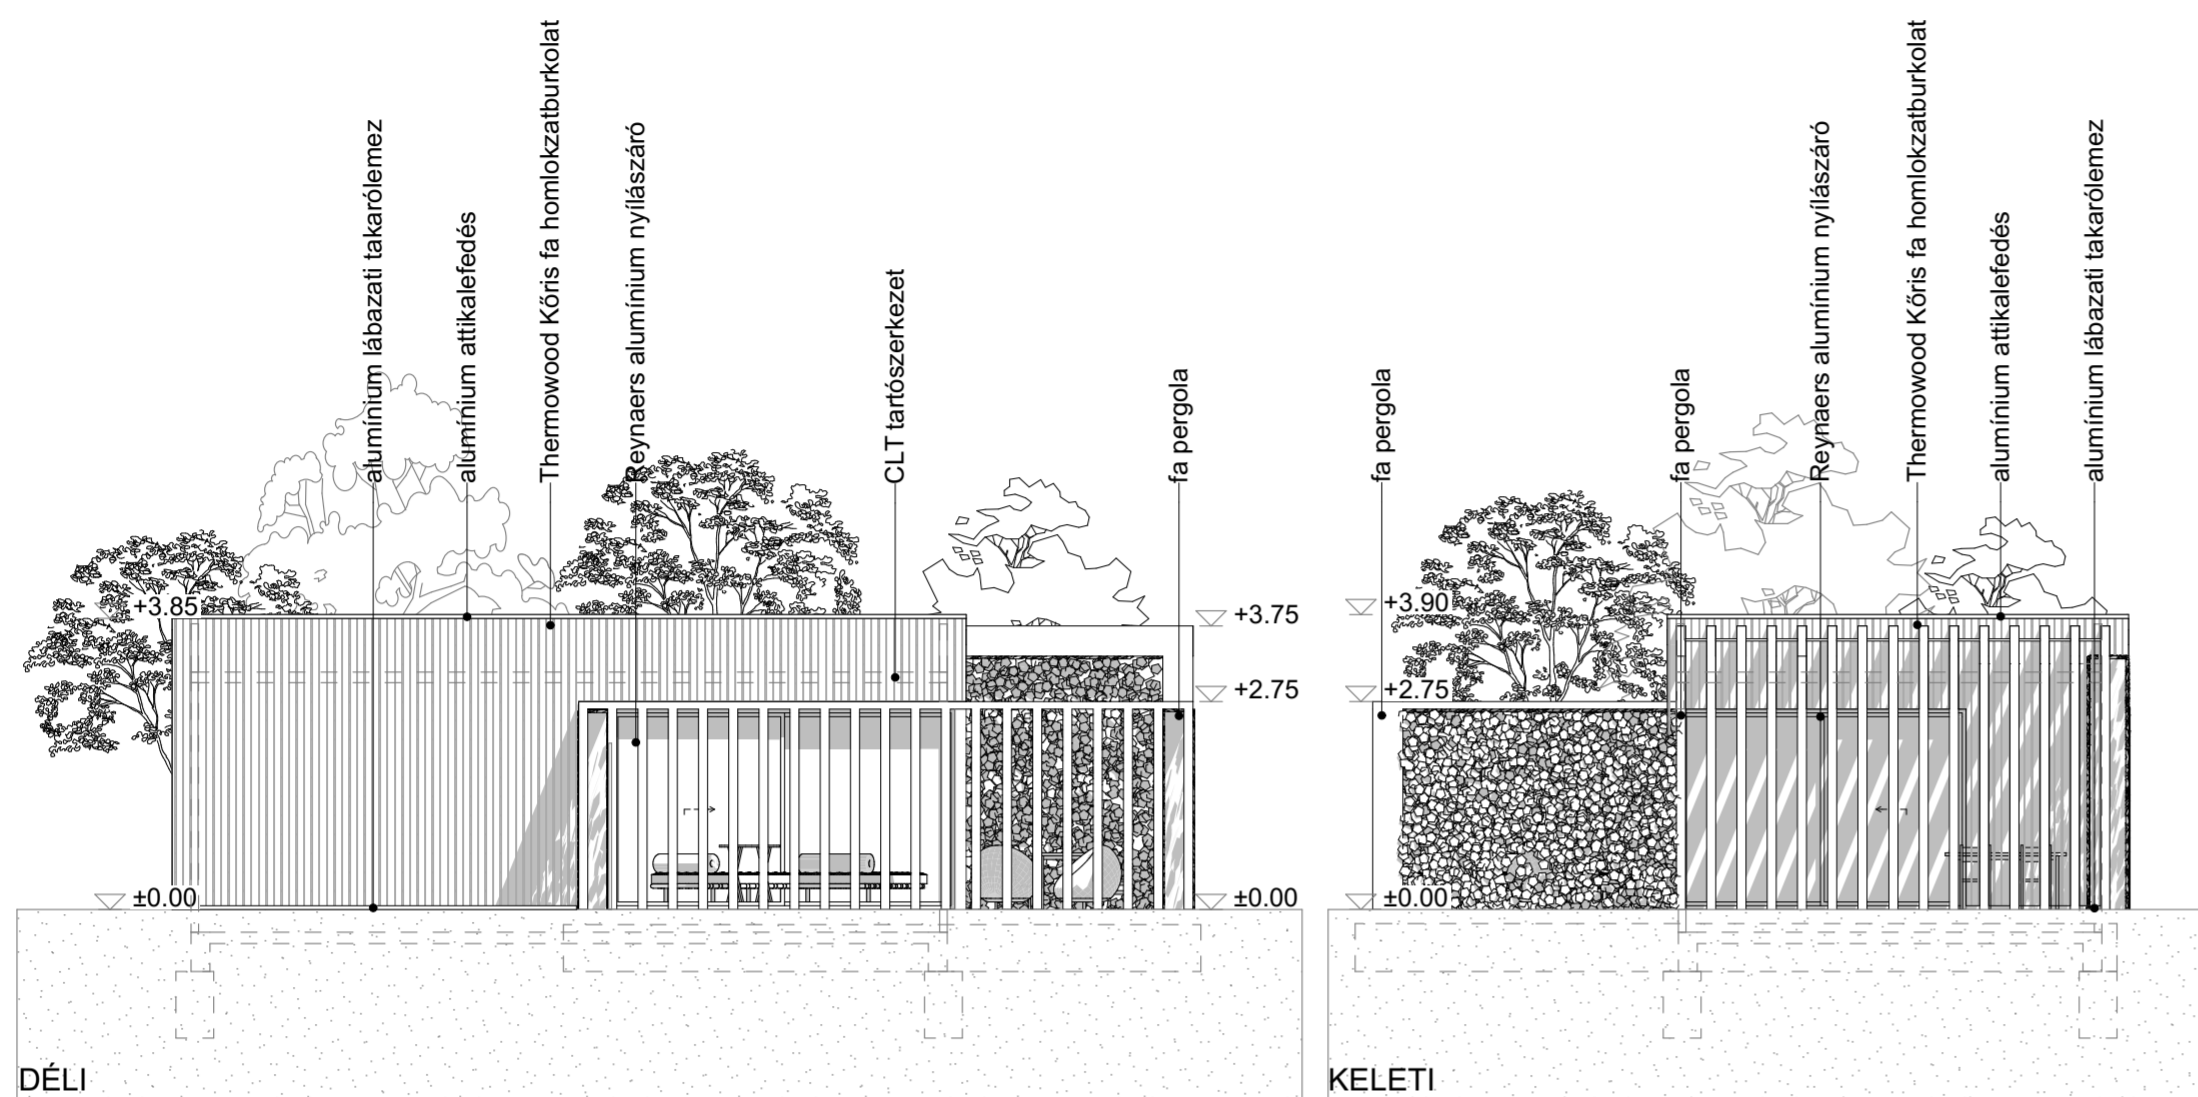 alumínium lábazati takarólemez
alumínium attikalefedés
Thermowood Kőris fa homlokzatburkolat
Reynaers alumínium nyílászáró
CLT tartószerkezet
fa pergola
+3.85
±0.00
+3.75
+2.75
±0.00
DÉLI
fa pergola
fa pergola
Reynaers alumínium nyílászáró
Thermowood Kőris fa homlokzatburkolat
alumínium attikalefedés
alumínium lábazati takarólemez
+3.90
+2.75
±0.00
KELETI